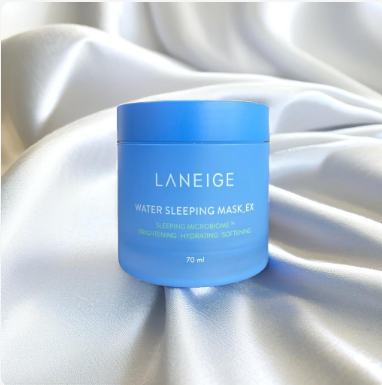 LANEIGE
WATER SLEEPING MASK_EX
SLEEPING MICROBIOME™
BRIGHTENING HYDRATING SOFTENING
70 ml